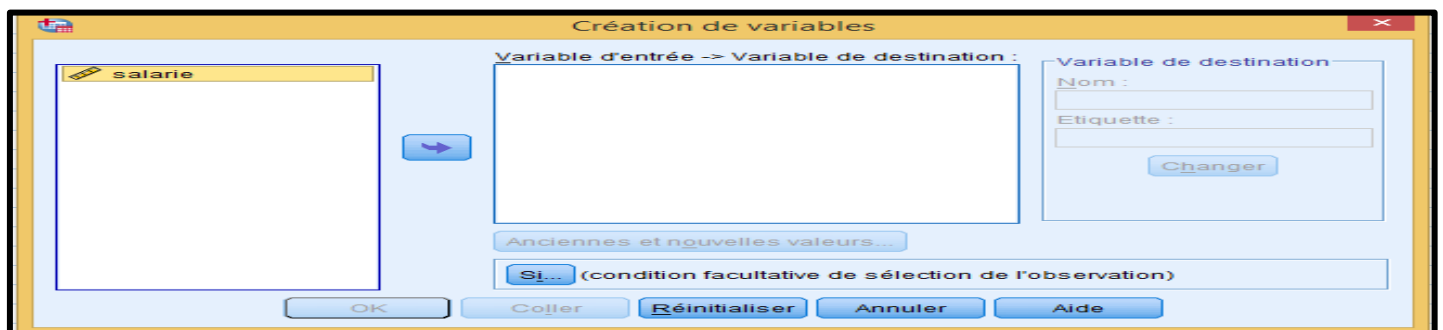 Création de variables
salarie
Variable d'entrée -> Variable de destination :
Variable de destination
Nom :
Etiquette :
Changer
Anciennes et nouvelles valeurs...
Si... (condition facultative de sélection de l'observation)
OK Coller Réinitialiser Annuler Aide